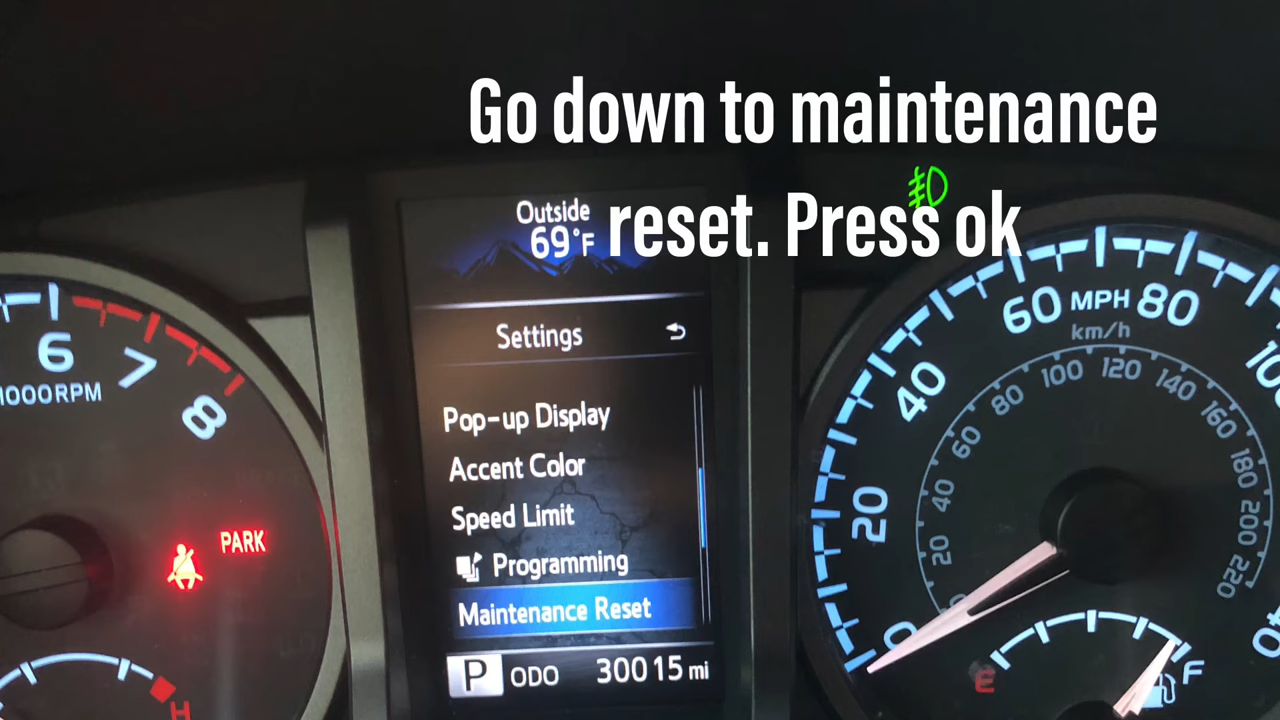 Go down to maintenance
reset. Press ok
Outside
69°F
Settings
Pop-up Display
Accent Color
Speed Limit
Programming
Maintenance Reset
P ODO 30015 mi
6
7
8
1000RPM
PARK
H
0
20
40
60 MPH 80
km/h
20
40
60
80
100
120
140
160
180
200
220
E
F